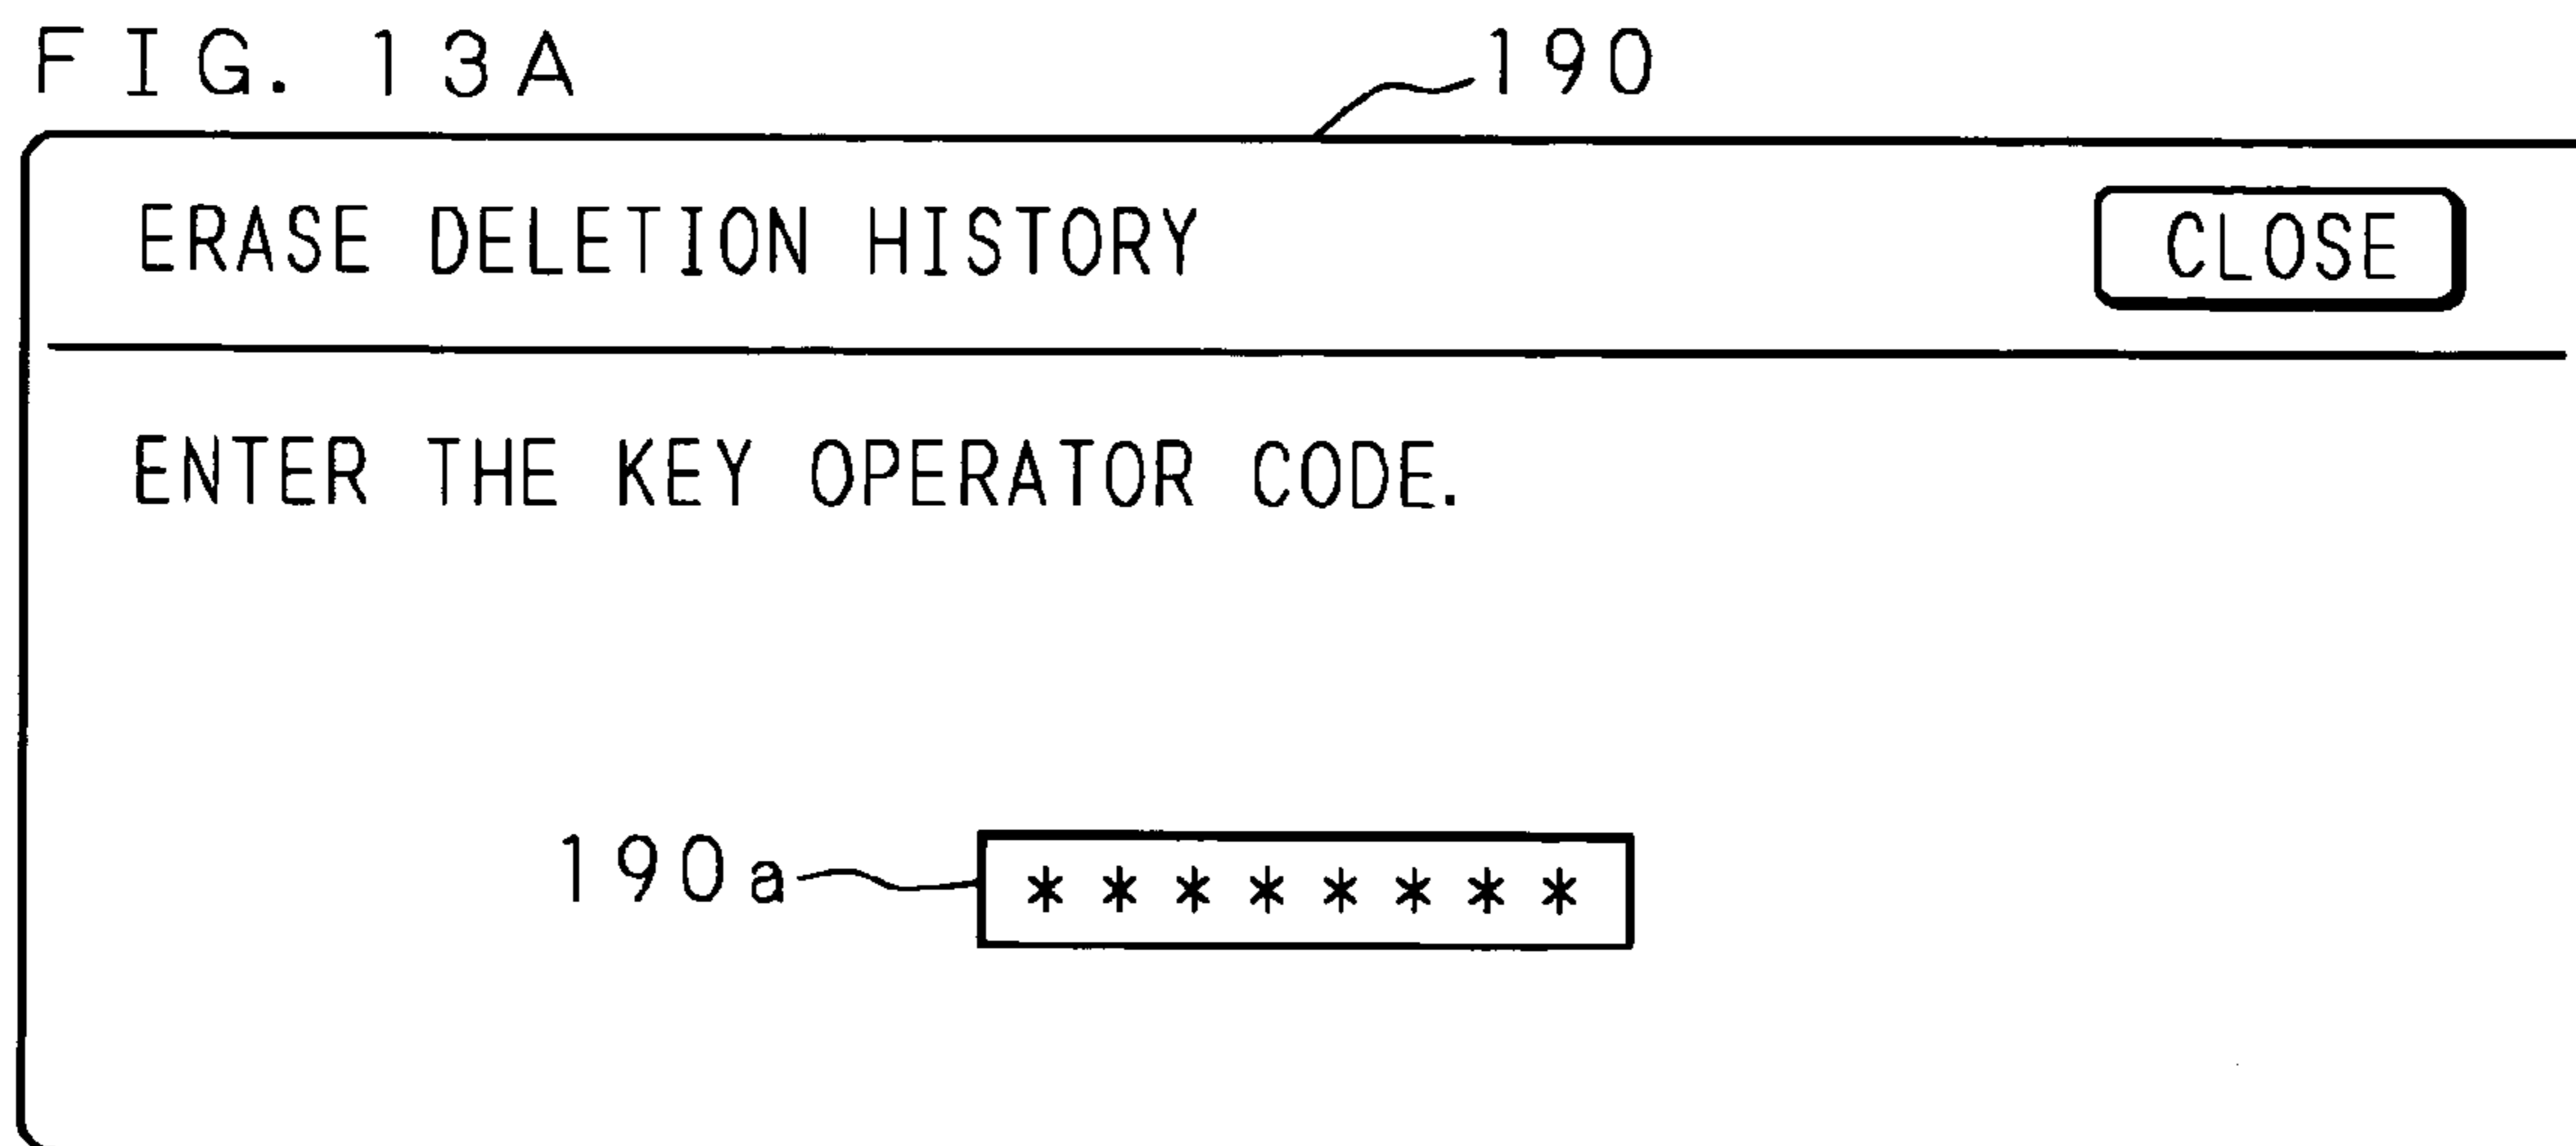 FIG. 13A
190
ERASE DELETION HISTORY
CLOSE
ENTER THE KEY OPERATOR CODE.
190a
********